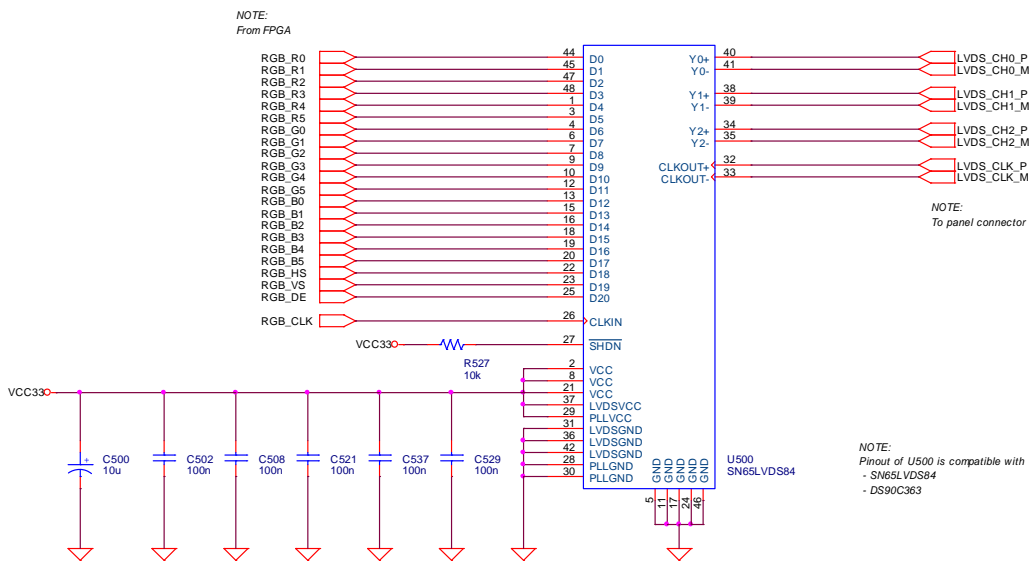 NOTE:
From FPGA
RGB_R0 44 D0 Y0+ 40 LVDS_CH0_P
RGB_R1 45 D1 Y0- 41 LVDS_CH0_M
RGB_R2 47 D2
RGB_R3 48 D3 Y1+ 38 LVDS_CH1_P
RGB_R4 1 D4 Y1- 39 LVDS_CH1_M
RGB_R5 3 D5
RGB_G0 4 D6 Y2+ 34 LVDS_CH2_P
RGB_G1 6 D7 Y2- 35 LVDS_CH2_M
RGB_G2 7 D8
RGB_G3 9 D9 CLKOUT+ 32 LVDS_CLK_P
RGB_G4 10 D10 CLKOUT- 33 LVDS_CLK_M
RGB_G5 12 D11
RGB_B0 13 D12
RGB_B1 15 D13
RGB_B2 16 D14
RGB_B3 18 D15
RGB_B4 19 D16
RGB_B5 20 D17
RGB_HS 22 D18
RGB_VS 23 D19
RGB_DE 25 D20
NOTE:
To panel connector
RGB_CLK 26 CLKIN
VCC33 27 SHDN
R527
10k
2 VCC
8 VCC
VCC33 21 VCC
37 LVDSVCC
29 PLLVCC
31 LVDSGND
36 LVDSGND
42 LVDSGND
28 PLLGND
30 PLLGND
C500
10u
C502
100n
C508
100n
C521
100n
C537
100n
C529
100n
U500
SN65LVDS84
GND GND GND GND GND
5 11 17 24 46
NOTE:
Pinout of U500 is compatible with
- SN65LVDS84
- DS90C363